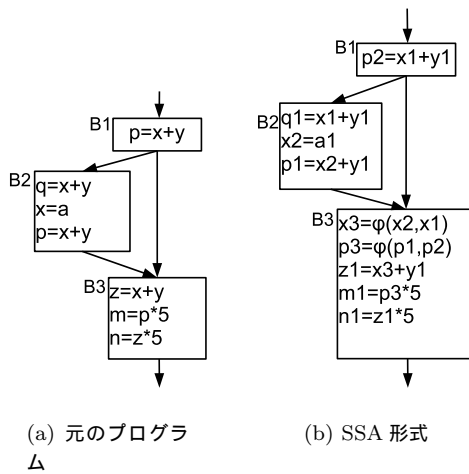 B1
p=x+y
B2
q=x+y
x=a
p=x+y
B3
z=x+y
m=p*5
n=z*5
(a) 元のプログラ
ム
B1
p2=x1+y1
B2
q1=x1+y1
x2=a1
p1=x2+y1
B3
x3=φ(x2,x1)
p3=φ(p1,p2)
z1=x3+y1
m1=p3*5
n1=z1*5
(b) SSA 形式